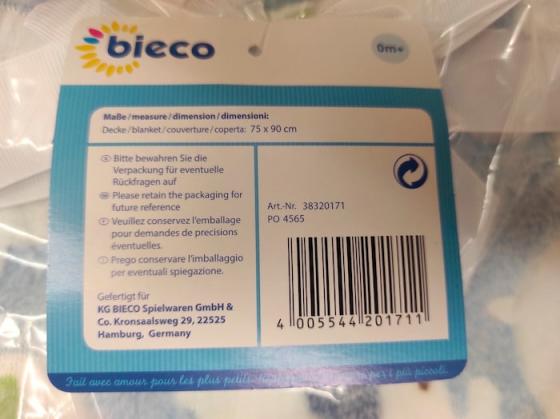 bieco
0m+
Maße/measure/dimension/dimensioni:
Decke/blanket/couverture/coperta: 75 x 90 cm
Bitte bewahren Sie die
Verpackung für eventuelle
Rückfragen auf
Please retain the packaging for
future reference
Veuillez conservez l'emballage
pour demandes de precisions
éventuelles.
Prego conservare l'imballaggio
per eventuali spiegazione.
Gefertigt für
KG BIECO Spielwaren GmbH &
Co. Kronsaalsweg 29, 22525
Hamburg, Germany
Art.-Nr. 38320171
PO 4565
4 005544 201711
Fait avec amour pour les plus petits. per i più piccoli.